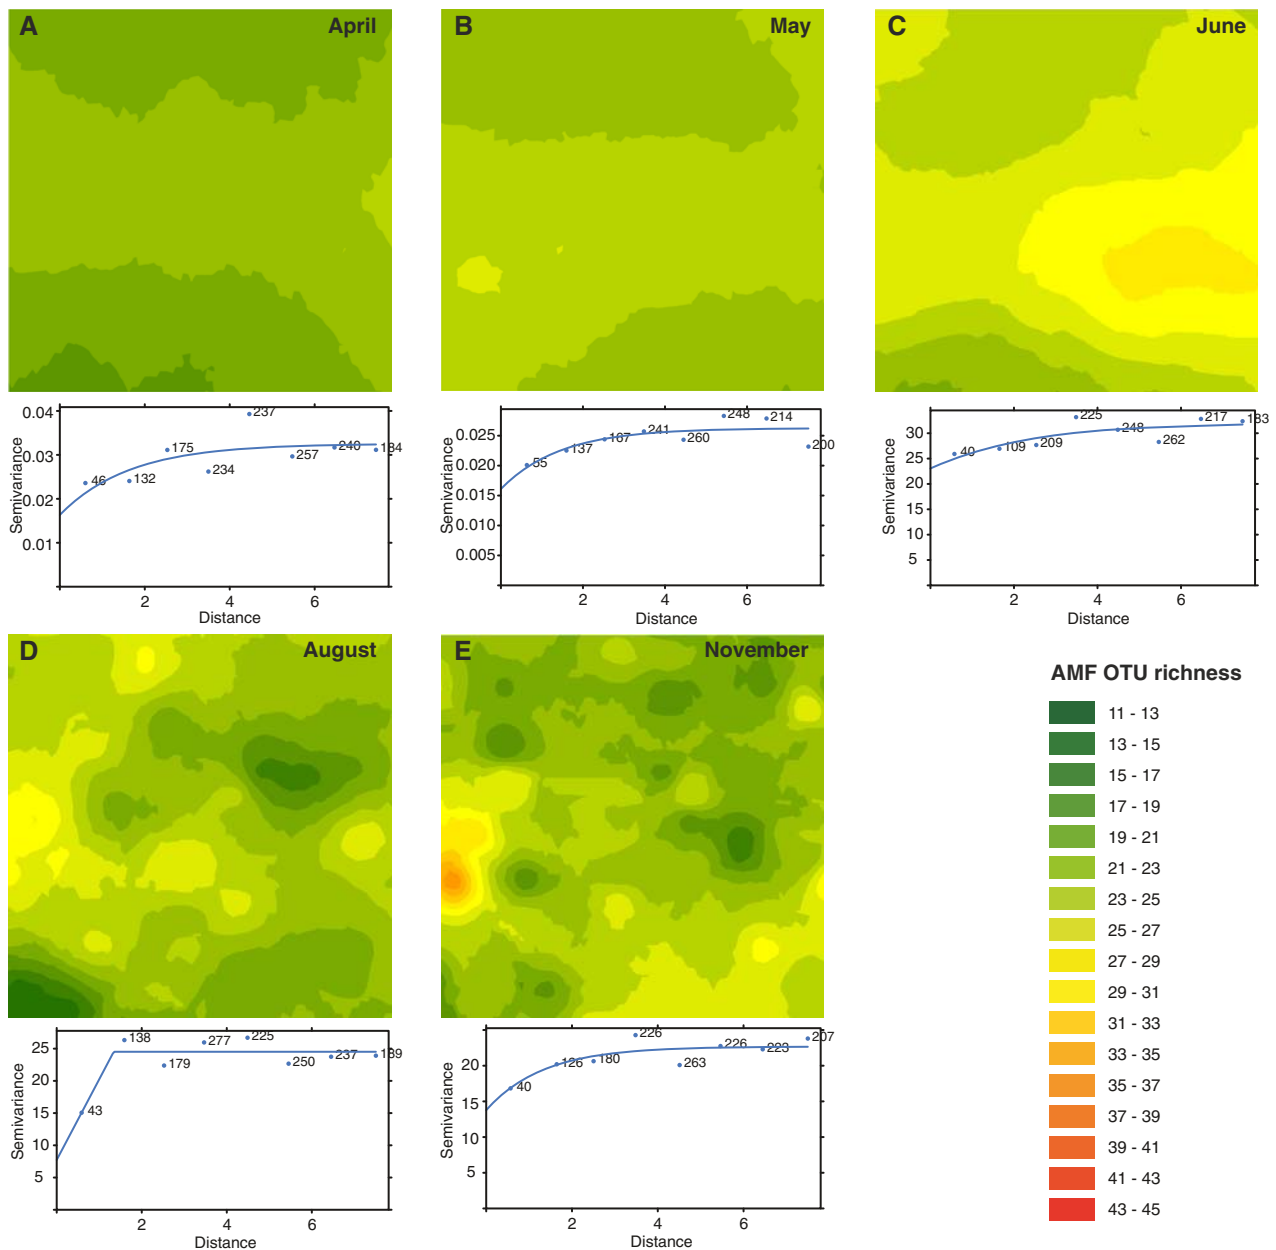 A April
B May
C June
0.04
0.03
0.02
0.01
Semivariance
46
132
175
234
237
257
240
184
2 4 6
Distance
0.025
0.020
0.015
0.010
0.005
Semivariance
55
137
187
241
260
248
214
200
2 4 6
Distance
30
25
20
15
10
5
Semivariance
40
109
209
225
248
262
217
183
2 4 6
Distance
D August
E November
25
20
15
10
5
Semivariance
43
138
179
277
225
250
237
189
2 4 6
Distance
20
15
10
5
Semivariance
40
126
180
226
263
226
223
207
2 4 6
Distance
AMF OTU richness
11 - 13
13 - 15
15 - 17
17 - 19
19 - 21
21 - 23
23 - 25
25 - 27
27 - 29
29 - 31
31 - 33
33 - 35
35 - 37
37 - 39
39 - 41
41 - 43
43 - 45